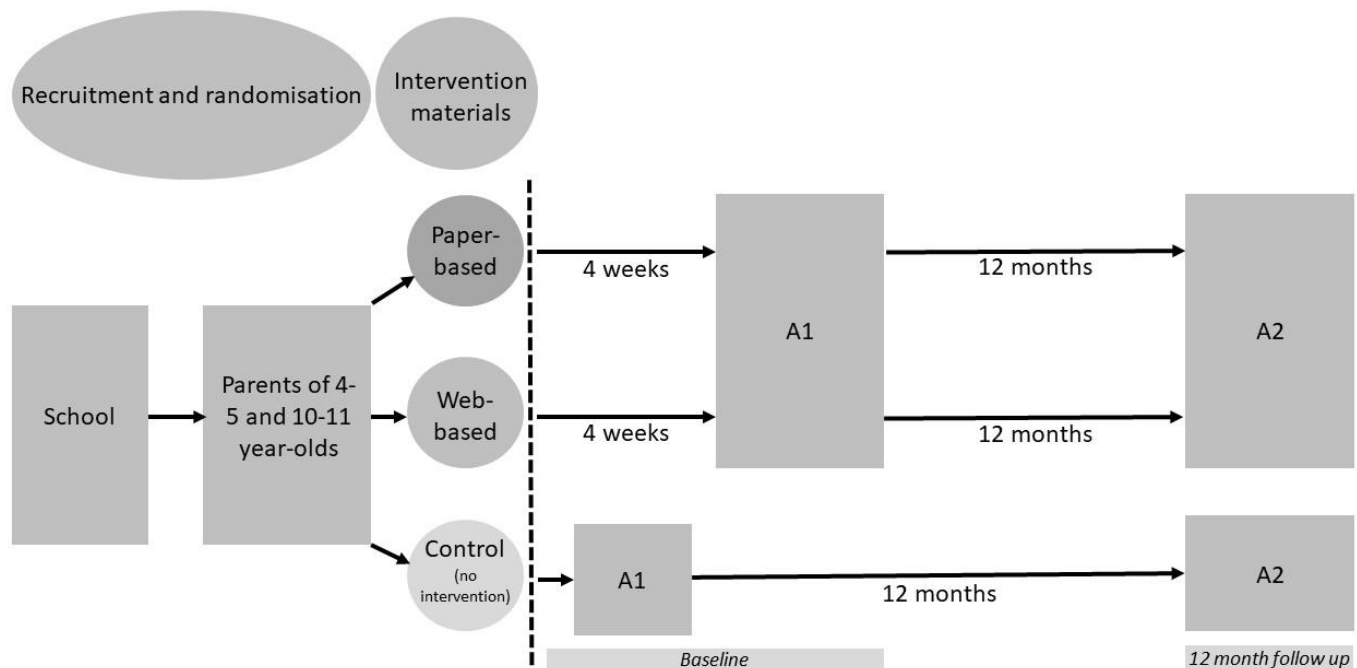 Recruitment and randomisation
Intervention
materials
Paper-
based
4 weeks
12 months
A1
A2
School
Parents of 4-
5 and 10-11
year-olds
Web-
based
4 weeks
12 months
Control
(no
intervention)
A1
12 months
A2
Baseline
12 month follow up